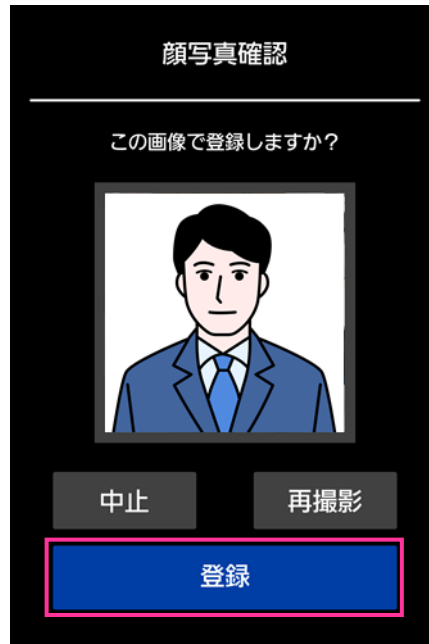 顔写真確認
この画像で登録しますか？
中止
再撮影
登録